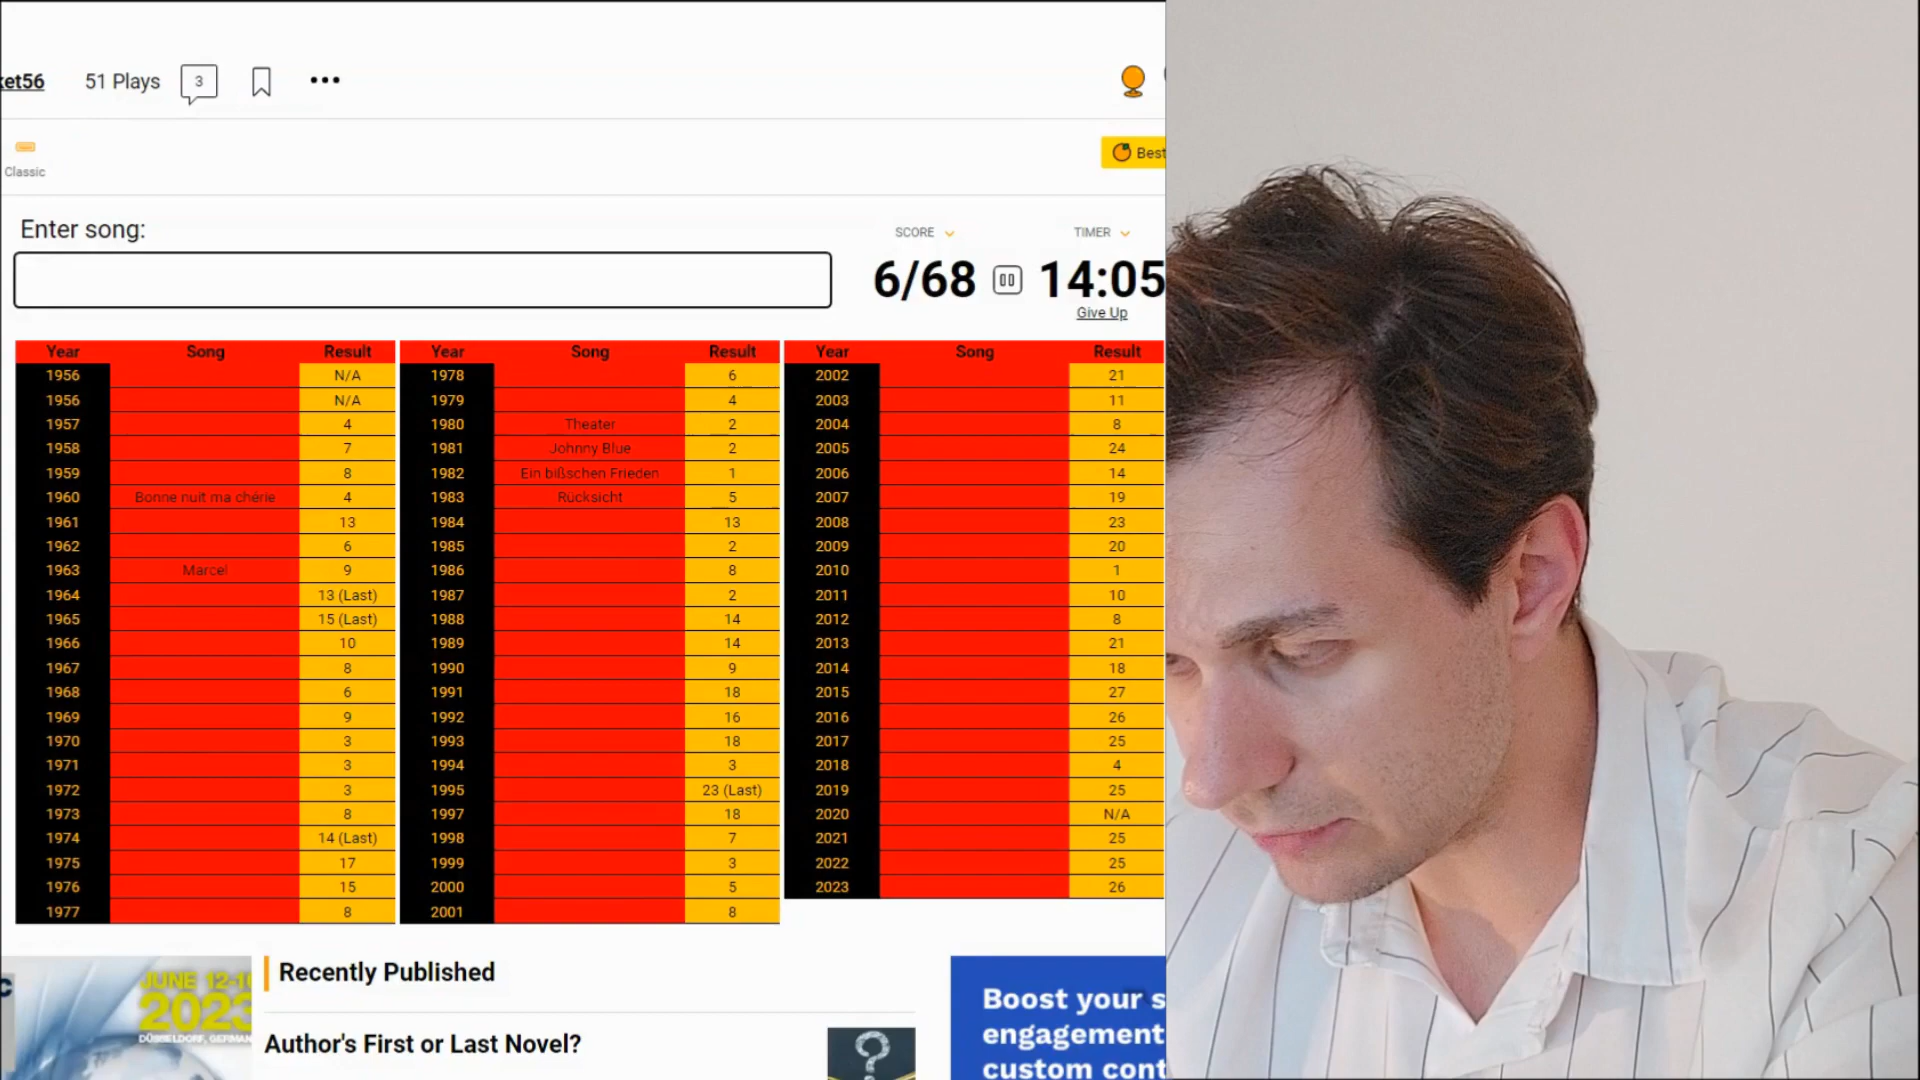 ket56 51 Plays 3
Classic
Best
Enter song:
SCORE TIMER
6/68 14:05
Give Up
Year Song Result
1956 N/A
1956 N/A
1957 4
1958 7
1959 8
1960 Bonne nuit ma chérie 4
1961 13
1962 6
1963 Marcel 9
1964 13 (Last)
1965 15 (Last)
1966 10
1967 8
1968 6
1969 9
1970 3
1971 3
1972 3
1973 8
1974 14 (Last)
1975 17
1976 15
1977 8
Year Song Result
1978 6
1979 4
1980 Theater 2
1981 Johnny Blue 2
1982 Ein bißschen Frieden 1
1983 Rücksicht 5
1984 13
1985 2
1986 8
1987 2
1988 14
1989 14
1990 9
1991 18
1992 16
1993 18
1994 3
1995 23 (Last)
1997 18
1998 7
1999 3
2000 5
2001 8
Year Song Result
2002 21
2003 11
2004 8
2005 24
2006 14
2007 19
2008 23
2009 20
2010 1
2011 10
2012 8
2013 21
2014 18
2015 27
2016 26
2017 25
2018 4
2019 25
2020 N/A
2021 25
2022 25
2023 26
C
JUNE 12-1
2023
DÜSSELDORF, GERMAN
Recently Published
Author's First or Last Novel?
Boost your s
engagement
custom cont